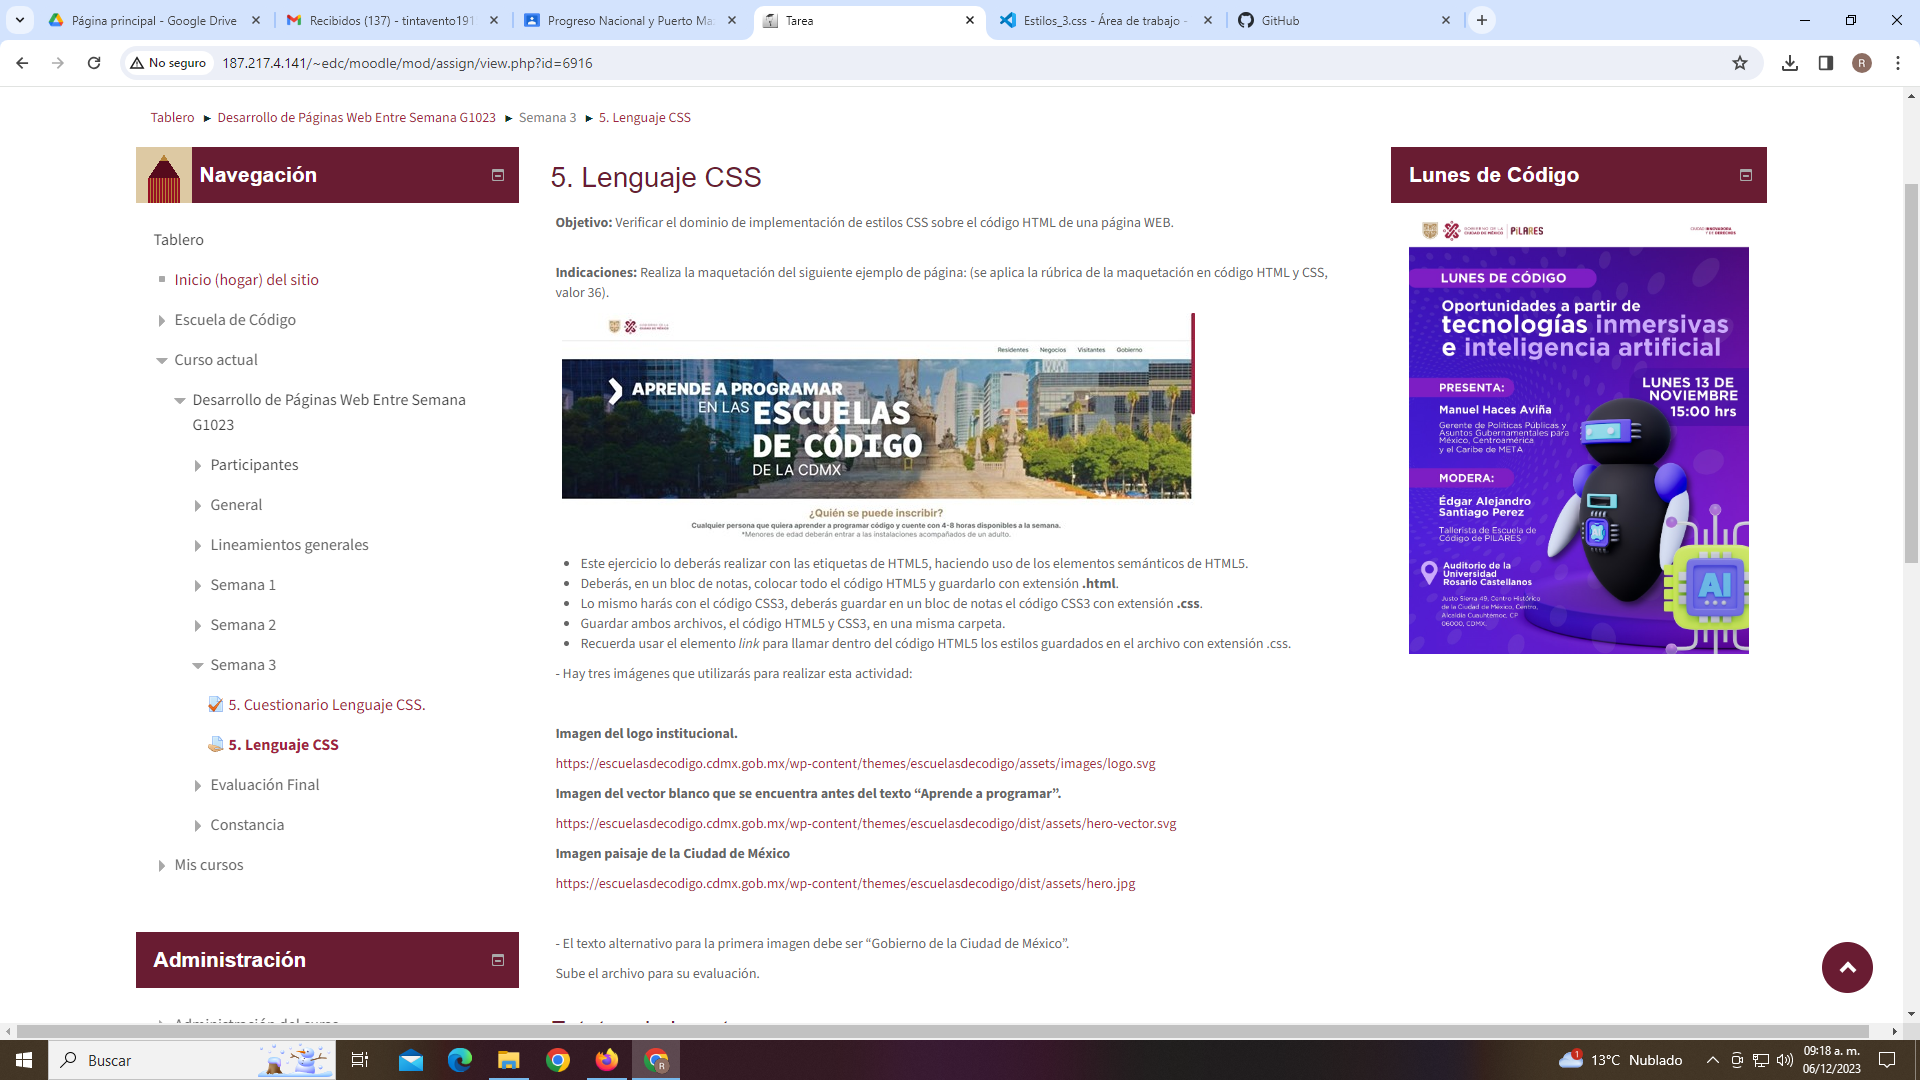 Página principal - Google Drive
Recibidos (137) - tintavento191
Progreso Nacional y Puerto Ma
Tarea
Estilos_3.css - Área de trabajo -
GitHub
No seguro
187.217.4.141/~edc/moodle/mod/assign/view.php?id=6916
R
Tablero ► Desarrollo de Páginas Web Entre Semana G1023 ► Semana 3 ► 5. Lenguaje CSS
Navegación
Tablero
Inicio (hogar) del sitio
Escuela de Código
Curso actual
Desarrollo de Páginas Web Entre Semana
G1023
Participantes
General
Lineamientos generales
Semana 1
Semana 2
Semana 3
5. Cuestionario Lenguaje CSS.
5. Lenguaje CSS
Evaluación Final
Constancia
Mis cursos
Administración
5. Lenguaje CSS
Objetivo: Verificar el dominio de implementación de estilos CSS sobre el código HTML de una página WEB.
Indicaciones: Realiza la maquetación del siguiente ejemplo de página: (se aplica la rúbrica de la maquetación en código HTML y CSS,
valor 36).
GOBIERNO DE LA
CIUDAD DE MÉXICO
Residentes Negocios Visitantes Gobierno
APRENDE A PROGRAMAR
EN LAS ESCUELAS
DE CÓDIGO
DE LA CDMX
¿Quién se puede inscribir?
Cualquier persona que quiera aprender a programar código y cuente con 4-8 horas disponibles a la semana.
*Menores de edad deberán entrar a las instalaciones acompañados de un adulto.
• Este ejercicio lo deberás realizar con las etiquetas de HTML5, haciendo uso de los elementos semánticos de HTML5.
• Deberás, en un bloc de notas, colocar todo el código HTML5 y guardarlo con extensión .html.
• Lo mismo harás con el código CSS3, deberás guardar en un bloc de notas el código CSS3 con extensión .css.
• Guardar ambos archivos, el código HTML5 y CSS3, en una misma carpeta.
• Recuerda usar el elemento link para llamar dentro del código HTML5 los estilos guardados en el archivo con extensión .css.
- Hay tres imágenes que utilizarás para realizar esta actividad:
Imagen del logo institucional.
https://escuelasdecodigo.cdmx.gob.mx/wp-content/themes/escuelasdecodigo/assets/images/logo.svg
Imagen del vector blanco que se encuentra antes del texto “Aprende a programar”.
https://escuelasdecodigo.cdmx.gob.mx/wp-content/themes/escuelasdecodigo/dist/assets/hero-vector.svg
Imagen paisaje de la Ciudad de México
https://escuelasdecodigo.cdmx.gob.mx/wp-content/themes/escuelasdecodigo/dist/assets/hero.jpg
- El texto alternativo para la primera imagen debe ser “Gobierno de la Ciudad de México”.
Sube el archivo para su evaluación.
Lunes de Código
GOBIERNO DE LA
CIUDAD DE MÉXICO
PILARES
CIUDAD INNOVADORA
Y DE DERECHOS
LUNES DE CÓDIGO
Oportunidades a partir de
tecnologías inmersivas
e inteligencia artificial
LUNES 13 DE
NOVIEMBRE
15:00 hrs
PRESENTA:
Manuel Haces Aviña
Gerente de Políticas Públicas y
Asuntos Gubernamentales para
México, Centroamérica
y el Caribe de META
MODERA:
Édgar Alejandro
Santiago Perez
Tallerista de Escuela de
Código de PILARES
Auditorio de la
Universidad
Rosario Castellanos
Justo Sierra 49, Centro Histórico
de la Ciudad de México, Centro,
Alcaldía Cuauhtemoc, CP
06000, CDMX.
AI
Buscar
R
1
13°C Nublado
09:18 a. m.
06/12/2023